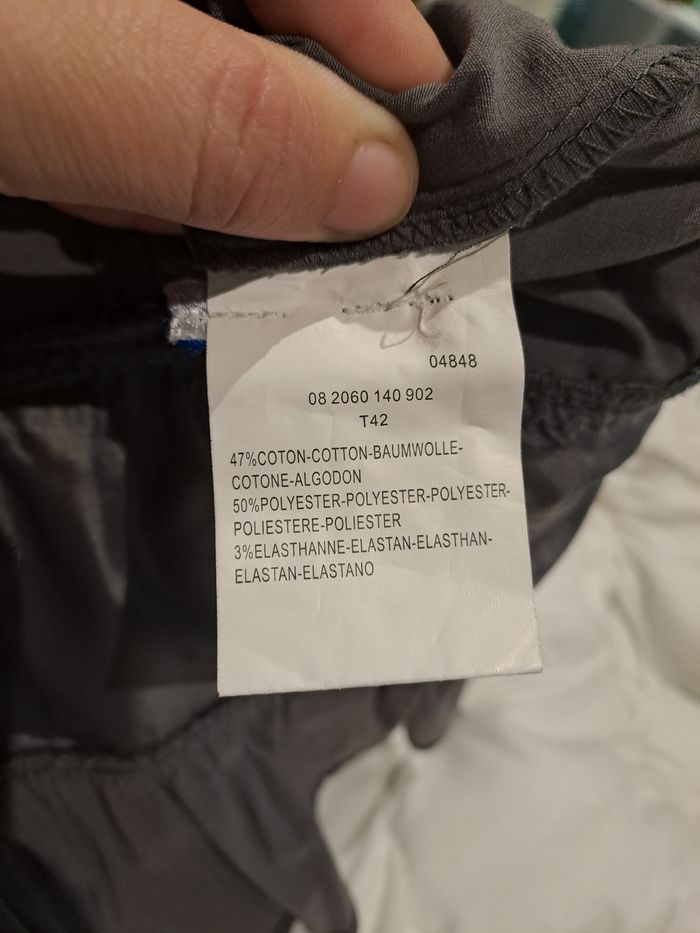 04848
08 2060 140 902
T42
47%COTON-COTTON-BAUMWOLLE-
COTONE-ALGODON
50%POLYESTER-POLYESTER-POLYESTER-
POLIESTERE-POLIESTER
3%ELASTHANNE-ELASTAN-ELASTHAN-
ELASTAN-ELASTANO